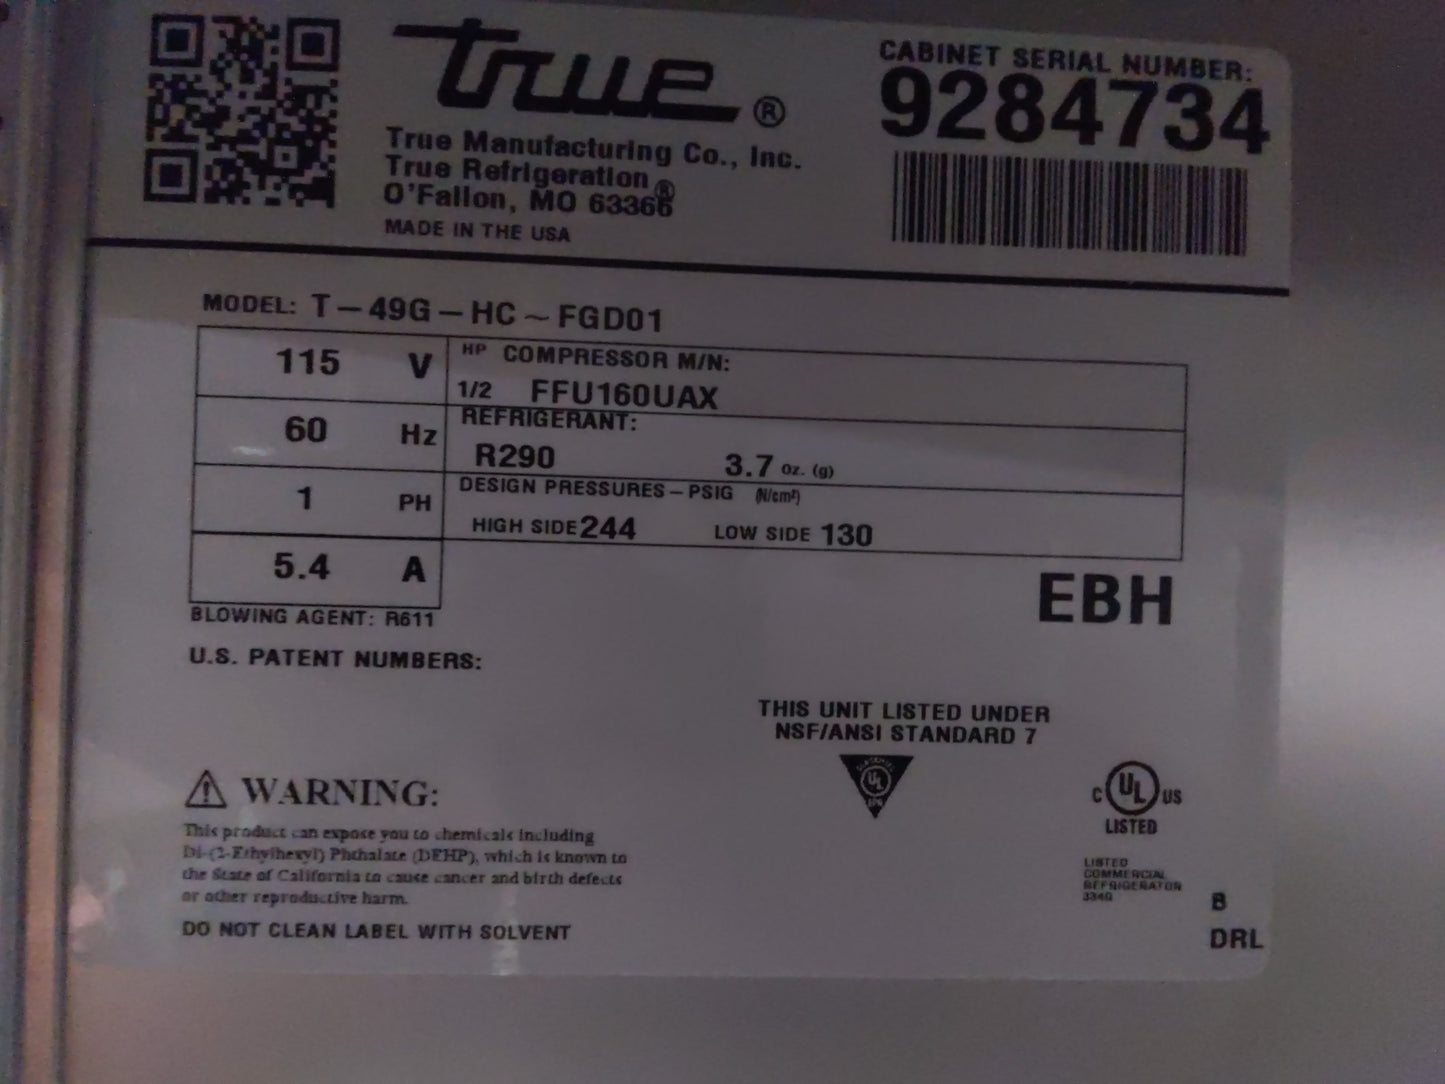 true®
True Manufacturing Co., Inc.
True Refrigeration®
O'Fallon, MO 63366
MADE IN THE USA
CABINET SERIAL NUMBER:
9284734
MODEL: T-49G-HC~FGD01
115 V
60 Hz
1 PH
5.4 A
HP COMPRESSOR M/N:
1/2 FFU160UAX
REFRIGERANT:
R290 3.7 oz. (g)
DESIGN PRESSURES-PSIG (N/cm²)
HIGH SIDE 244 LOW SIDE 130
EBH
BLOWING AGENT: R611
U.S. PATENT NUMBERS:
THIS UNIT LISTED UNDER
NSF/ANSI STANDARD 7
UL
WARNING:
This product can expose you to chemicals including
Di-(2-Ethylhexyl) Phthalate (DEHP), which is known to
the State of California to cause cancer and birth defects
or other reproductive harm.
DO NOT CLEAN LABEL WITH SOLVENT
C UL US
LISTED
LISTED
COMMERCIAL
REFRIGERATOR
B
DRL